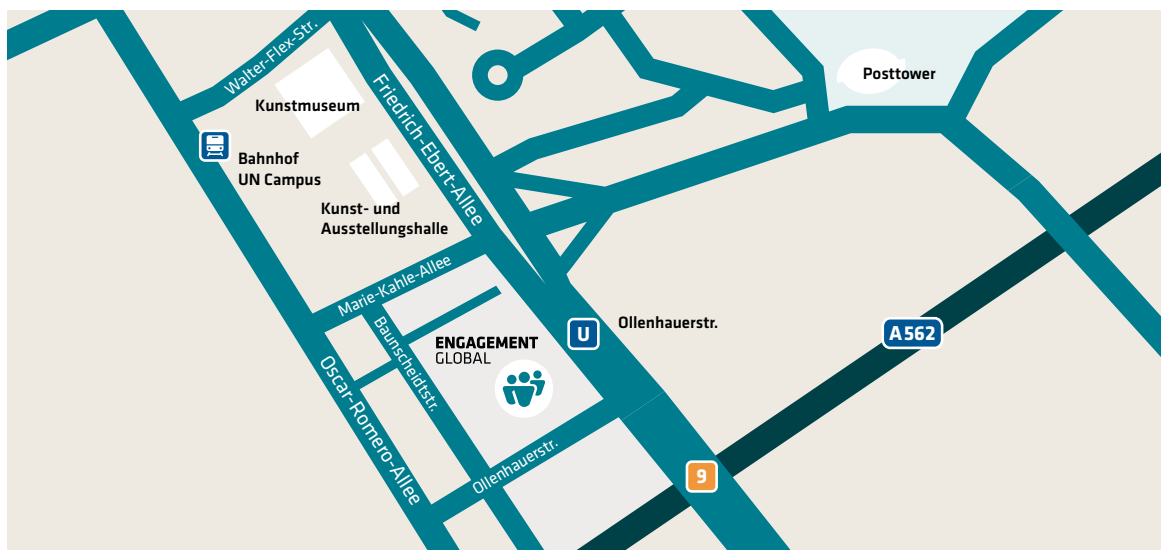 Walter-Flex-Str.
Posttower
Kunstmuseum
Friedrich-Ebert-Allee
Bahnhof
UN Campus
Kunst- und
Ausstellungshalle
Marie-Kahle-Allee
Baunscheidtstr.
U
Ollenhauerstr.
A 562
ENGAGEMENT
GLOBAL
Oscar-Romero-Allee
Ollenhauerstr.
9